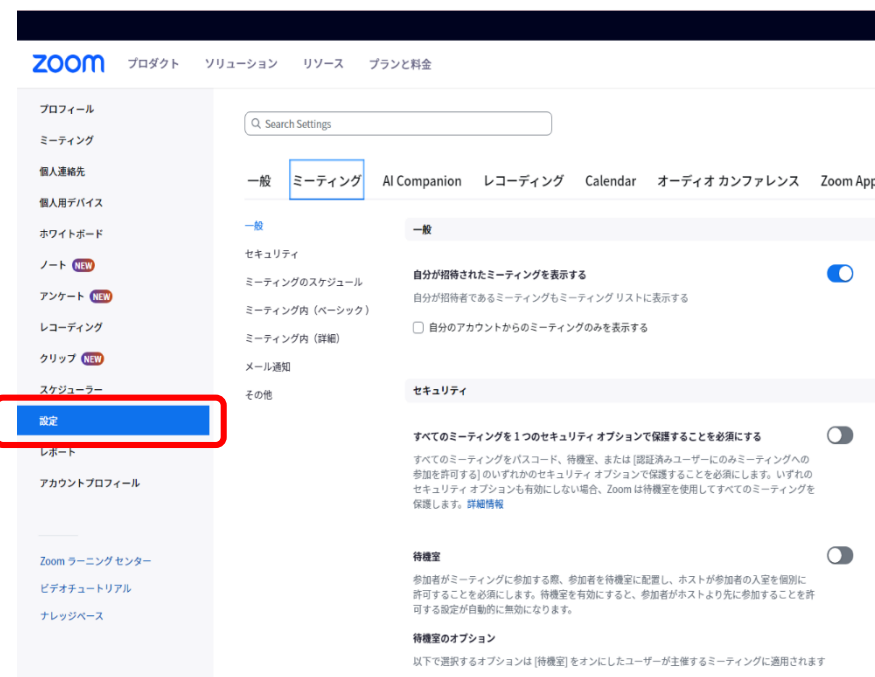 zoom プロダクト ソリューション リソース プランと料金
プロフィール
ミーティング
個人連絡先
個人用デバイス
ホワイトボード
ノート NEW
アンケート NEW
レコーディング
クリップ NEW
スケジューラー
設定
レポート
アカウントプロフィール
Zoom ラーニング センター
ビデオチュートリアル
ナレッジベース
Search Settings
一般 ミーティング AI Companion レコーディング Calendar オーディオ カンファレンス Zoom App
一般
セキュリティ
ミーティングのスケジュール
ミーティング内（ベーシック）
ミーティング内（詳細）
メール通知
その他
一般
自分が招待されたミーティングを表示する
自分が招待者であるミーティングもミーティング リストに表示する
自分のアカウントからのミーティングのみを表示する
セキュリティ
すべてのミーティングを 1 つのセキュリティ オプションで保護することを必須にする
すべてのミーティングをパスコード、待機室、または [認証済みユーザーにのみミーティングへの
参加を許可する] のいずれかのセキュリティ オプションで保護することを必須にします。いずれの
セキュリティ オプションも有効にしない場合、Zoom は待機室を使用してすべてのミーティングを
保護します。詳細情報
待機室
参加者がミーティングに参加する際、参加者を待機室に配置し、ホストが参加者の入室を個別に
許可することを必須にします。待機室を有効にすると、参加者がホストより先に参加することを許
可する設定が自動的に無効になります。
待機室のオプション
以下で選択するオプションは [待機室] をオンにしたユーザーが主催するミーティングに適用されます